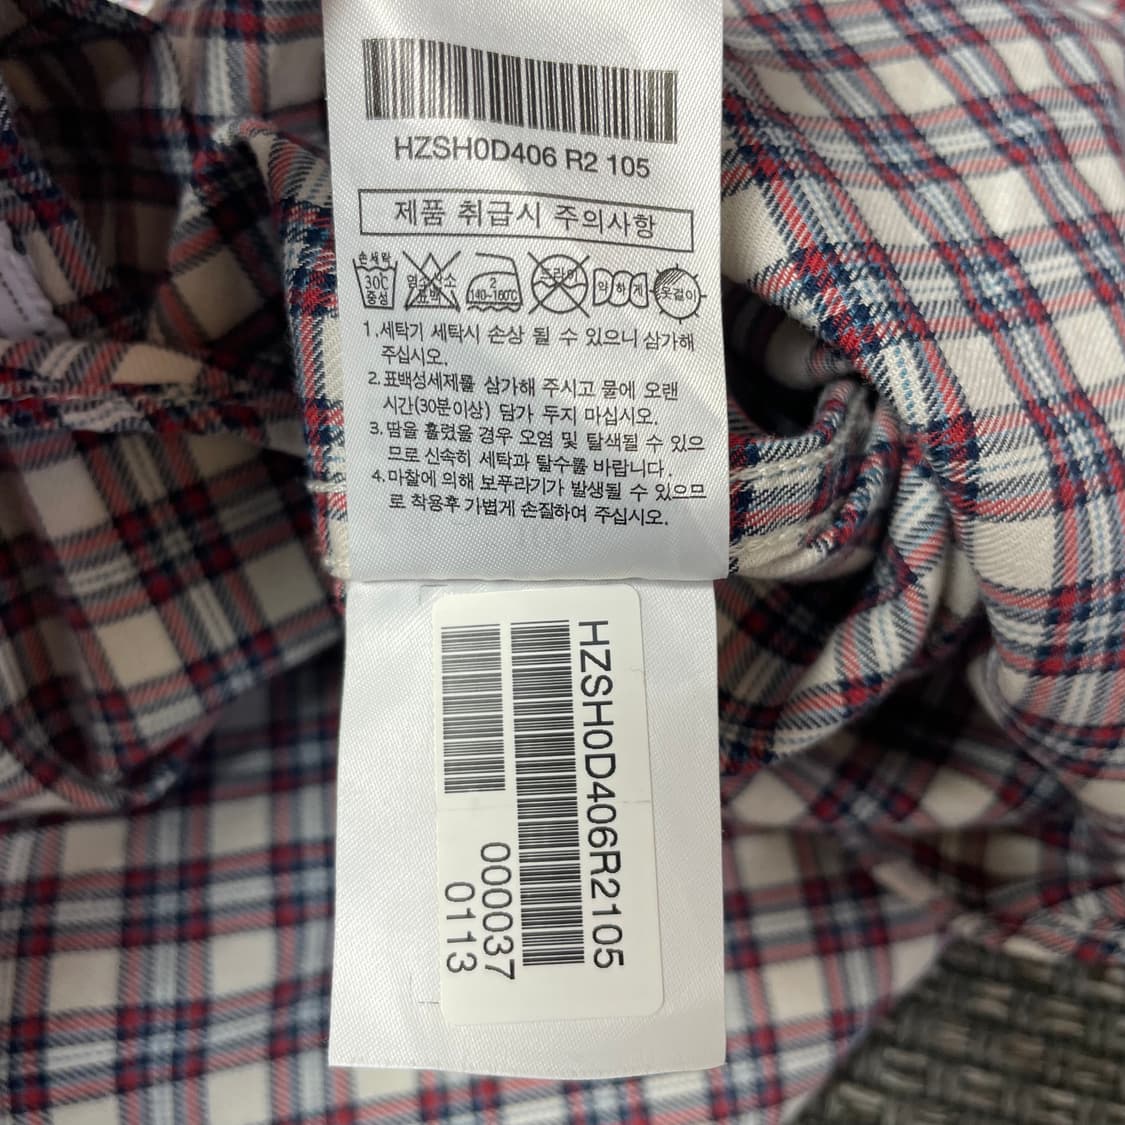 HZSH0D406 R2 105
제품 취급시 주의사항
손세탁
30℃
중성
염소 산소
표백
2
140~160℃
드라이
약하게
옷걸이
1.세탁기 세탁시 손상 될 수 있으니 삼가해
주십시오.
2.표백성세제를 삼가해 주시고 물에 오랜
시간(30분이상) 담가 두지 마십시오.
3.땀을 흘렸을 경우 오염 및 탈색될 수 있으
므로 신속히 세탁과 탈수를 바랍니다.
4.마찰에 의해 보푸라기가 발생될 수 있으므
로 착용후 가볍게 손질하여 주십시오.
HZSH0D406R2105
000037
0113